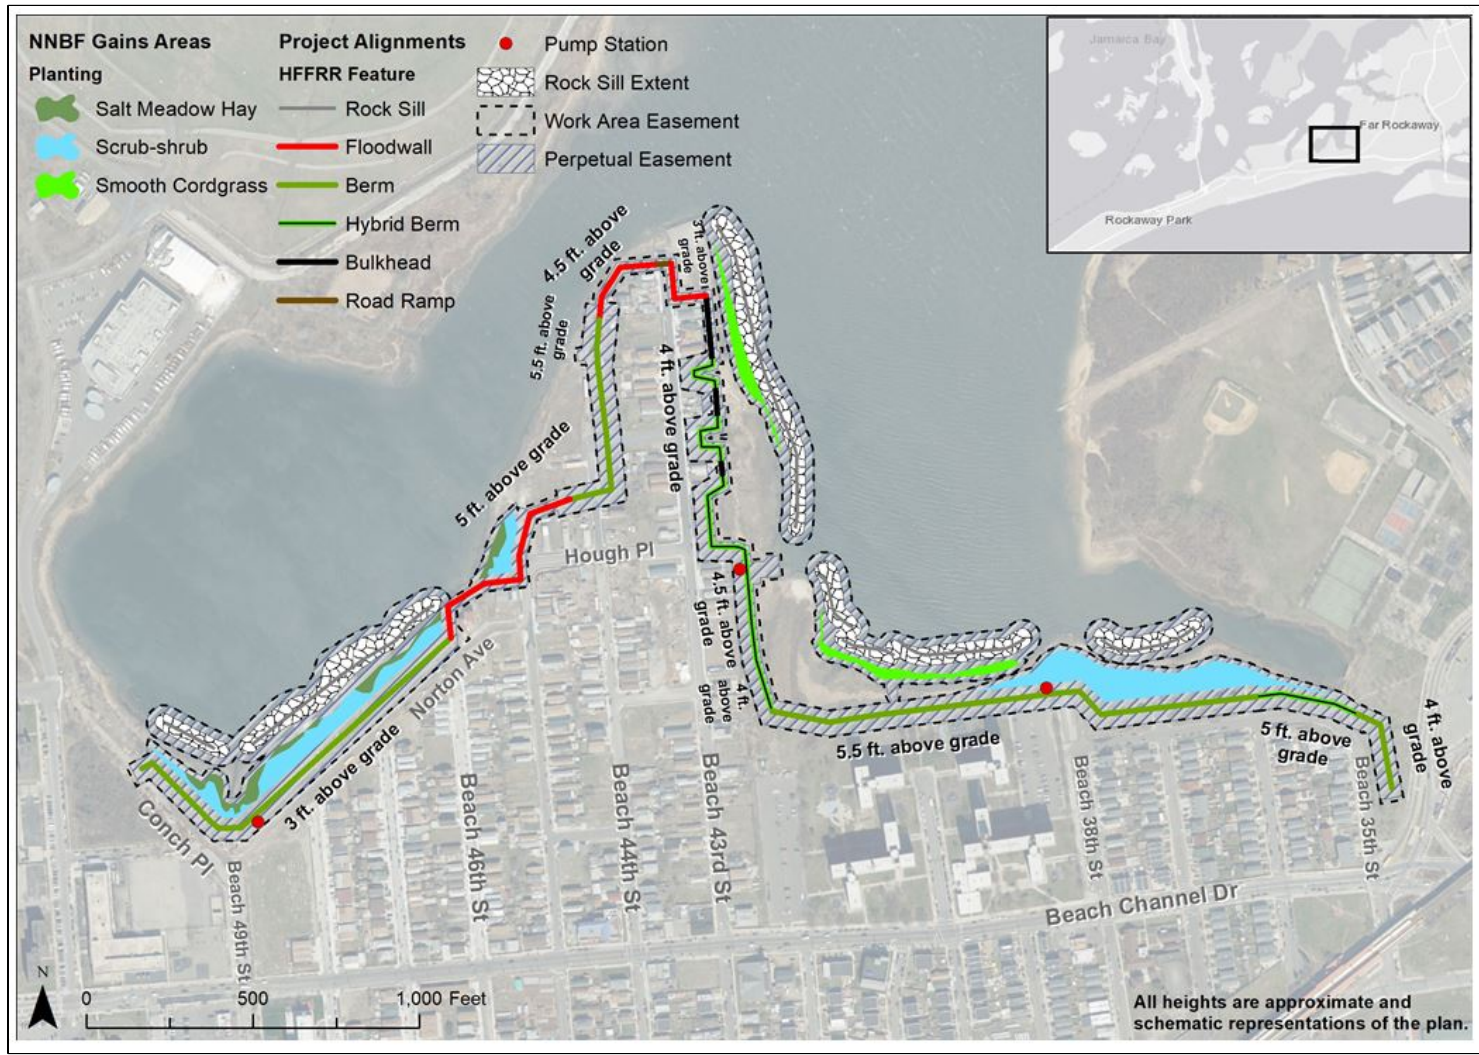 NNBF Gains Areas
Planting
Salt Meadow Hay
Scrub-shrub
Smooth Cordgrass
Project Alignments
HFFRR Feature
Rock Sill
Floodwall
Berm
Hybrid Berm
Bulkhead
Road Ramp
Pump Station
Rock Sill Extent
Work Area Easement
Perpetual Easement
Jamaica Bay
Far Rockaway
Rockaway Park
4.5 ft. above
grade
3 ft. above
grade
5.5 ft. above
grade
4 ft. above grade
5 ft. above grade
Hough Pl
4.5 ft. above
grade
4 ft.
above
grade
Norton Ave
3 ft. above grade
5.5 ft. above grade
5 ft. above
grade
4 ft. above
grade
Conch Pl
Beach 49th St
Beach 46th St
Beach 44th St
Beach 43rd St
Beach 38th St
Beach 35th St
Beach Channel Dr
N
0 500 1,000 Feet
All heights are approximate and
schematic representations of the plan.